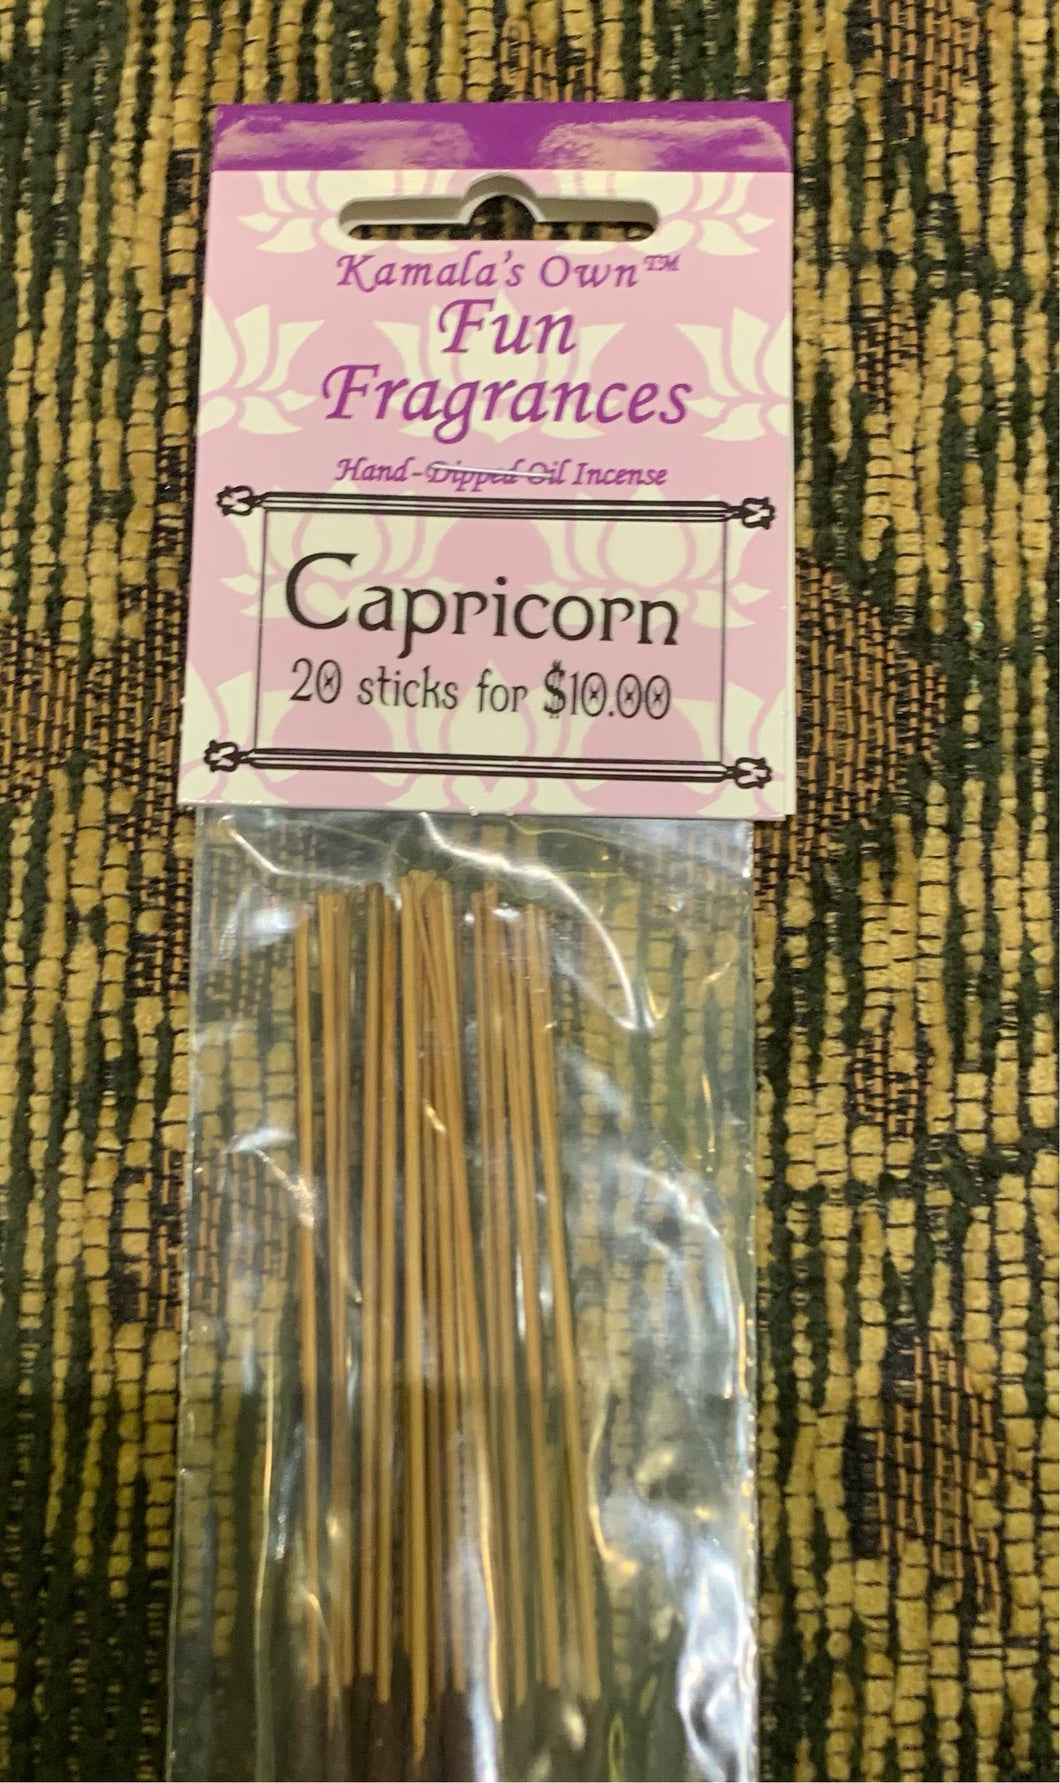 Kamala's Own™
Fun
Fragrances
Hand-Dipped Oil Incense
Capricorn
20 sticks for $10.00